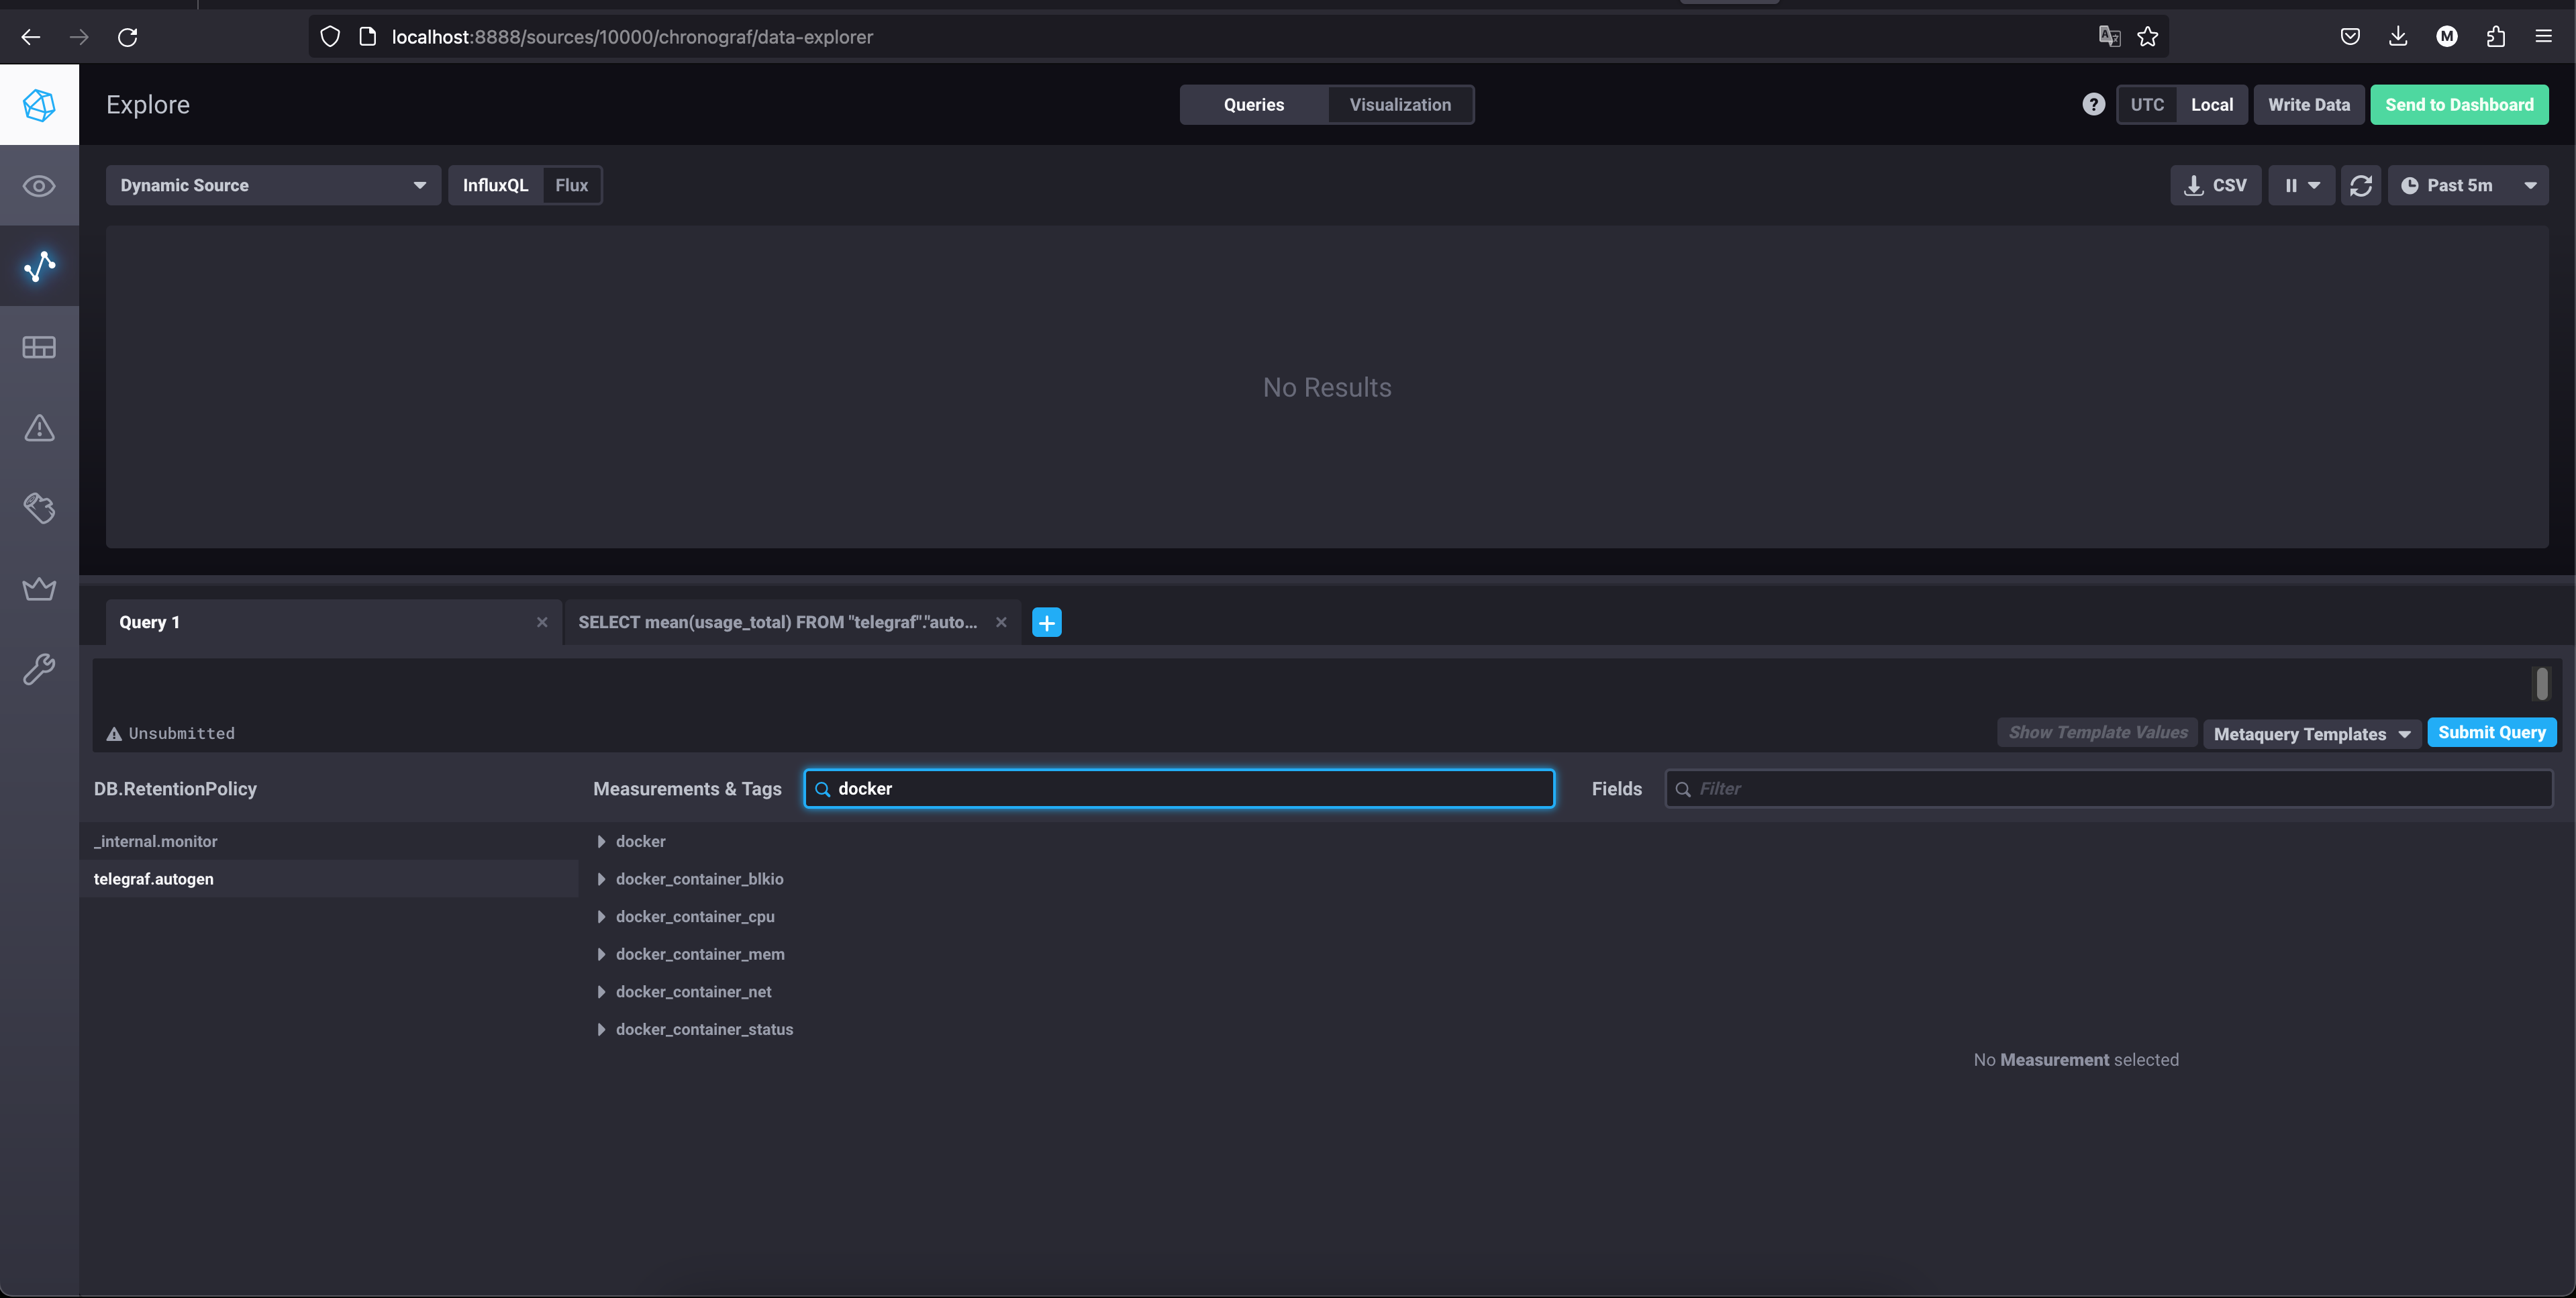 localhost:8888/sources/10000/chronograf/data-explorer
M
Explore
Queries
Visualization
?
UTC
Local
Write Data
Send to Dashboard
Dynamic Source
InfluxQL
Flux
CSV
Past 5m
No Results
Query 1
SELECT mean(usage_total) FROM "telegraf"."auto...
Unsubmitted
Show Template Values
Metaquery Templates
Submit Query
DB.RetentionPolicy
Measurements & Tags
docker
Fields
Filter
_internal.monitor
telegraf.autogen
docker
docker_container_blkio
docker_container_cpu
docker_container_mem
docker_container_net
docker_container_status
No Measurement selected